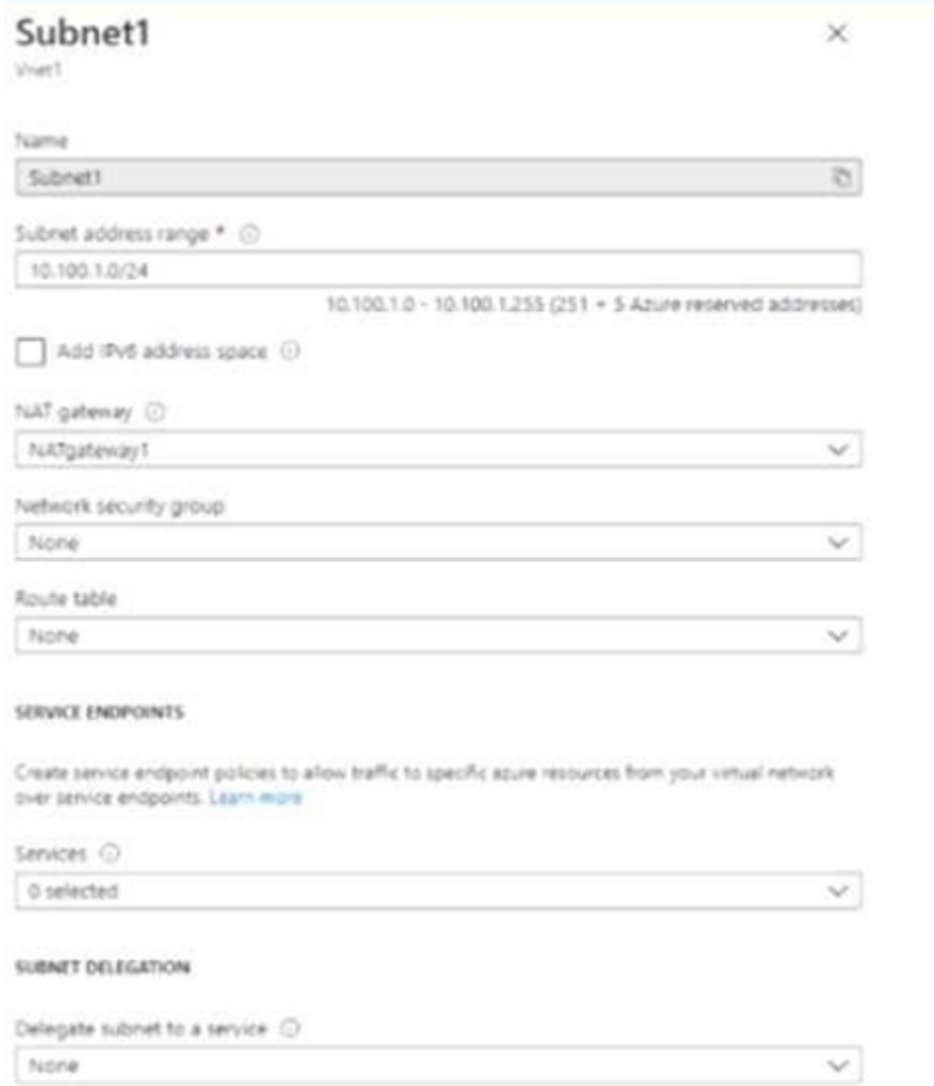 Subnet1
Vnet1
Name
Subnet1
Subnet address range *
10.100.1.0/24
10.100.1.0 - 10.100.1.255 (251 + 5 Azure reserved addresses)
Add IPv6 address space
NAT gateway
NATgateway1
Network security group
None
Route table
None
SERVICE ENDPOINTS
Create service endpoint policies to allow traffic to specific azure resources from your virtual network
over service endpoints. Learn more
Services
0 selected
SUBNET DELEGATION
Delegate subnet to a service
None